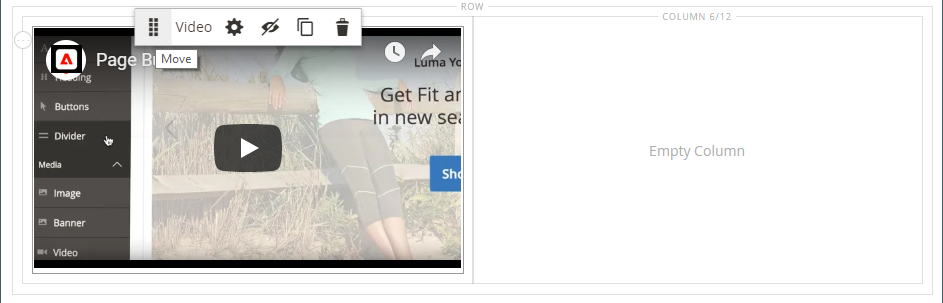 ROW
COLUMN 6/12
Video
Page B
Move
Luma Yo
Heading
Buttons
Divider
Media
Image
Banner
Video
Get Fit an
in new sea
Sho
Empty Column